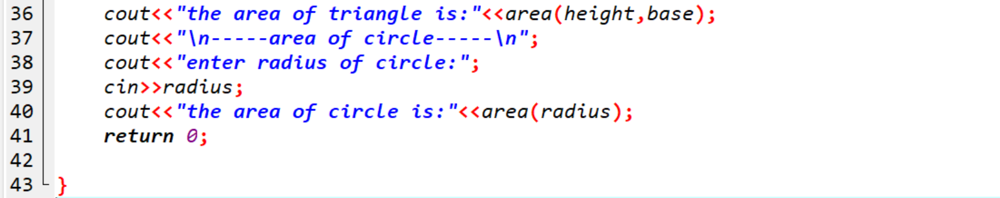 36 cout<<"the area of triangle is:"<<area(height,base);
37 cout<<"\n-----area of circle-----\n";
38 cout<<"enter radius of circle:";
39 cin>>radius;
40 cout<<"the area of circle is:"<<area(radius);
41 return 0;
42
43 }